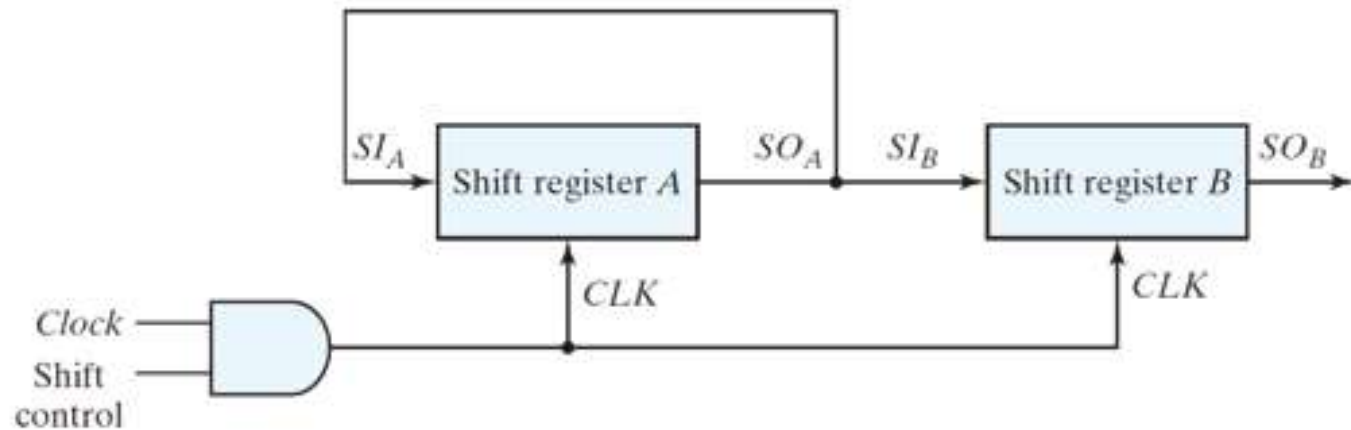 SI_A
Shift register A
SO_A
SI_B
Shift register B
SO_B
CLK
CLK
Clock
Shift
control